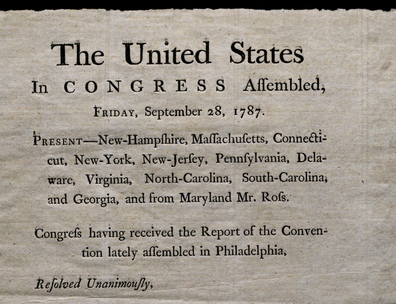 The United States
In CONGRESS Aſſembled,
FRIDAY, September 28, 1787.
PRESENT—New-Hampſhire, Maſſachuſetts, Connecti-
cut, New-York, New-Jerſey, Pennſylvania, Dela-
ware, Virginia, North-Carolina, South-Carolina,
and Georgia, and from Maryland Mr. Roſs.
Congreſs having received the Report of the Conven-
tion lately aſſembled in Philadelphia,
Reſolved Unanimouſly,